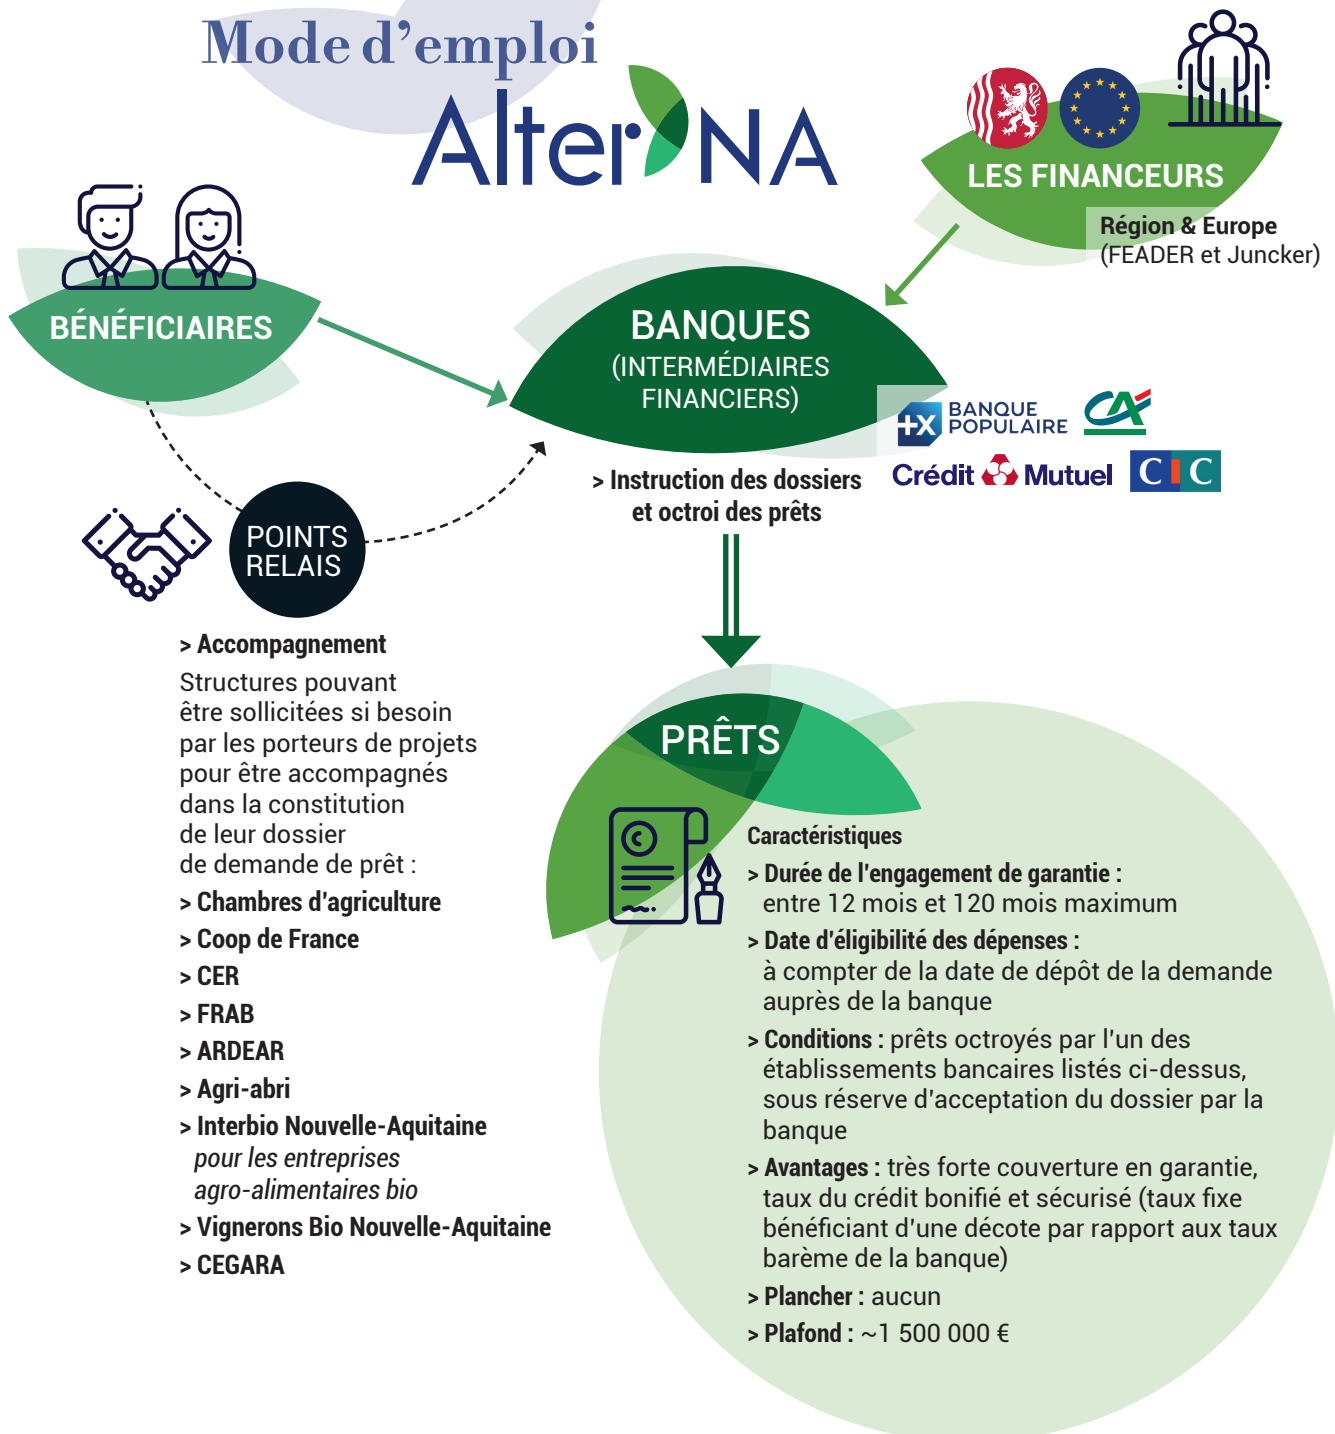 Mode d'emploi
Alter'NA
LES FINANCEURS
Région & Europe
(FEADER et Juncker)
BÉNÉFICIAIRES
BANQUES
(INTERMÉDIAIRES
FINANCIERS)
BANQUE
POPULAIRE
CA
Crédit Mutuel
CIC
> Instruction des dossiers
et octroi des prêts
POINTS
RELAIS
> Accompagnement
Structures pouvant
être sollicitées si besoin
par les porteurs de projets
pour être accompagnés
dans la constitution
de leur dossier
de demande de prêt :
> Chambres d'agriculture
> Coop de France
> CER
> FRAB
> ARDEAR
> Agri-abri
> Interbio Nouvelle-Aquitaine
pour les entreprises
agro-alimentaires bio
> Vignerons Bio Nouvelle-Aquitaine
> CEGARA
PRÊTS
Caractéristiques
> Durée de l'engagement de garantie :
entre 12 mois et 120 mois maximum
> Date d'éligibilité des dépenses :
à compter de la date de dépôt de la demande
auprès de la banque
> Conditions : prêts octroyés par l'un des
établissements bancaires listés ci-dessus,
sous réserve d'acceptation du dossier par la
banque
> Avantages : très forte couverture en garantie,
taux du crédit bonifié et sécurisé (taux fixe
bénéficiant d'une décote par rapport aux taux
barème de la banque)
> Plancher : aucun
> Plafond : ~1 500 000 €